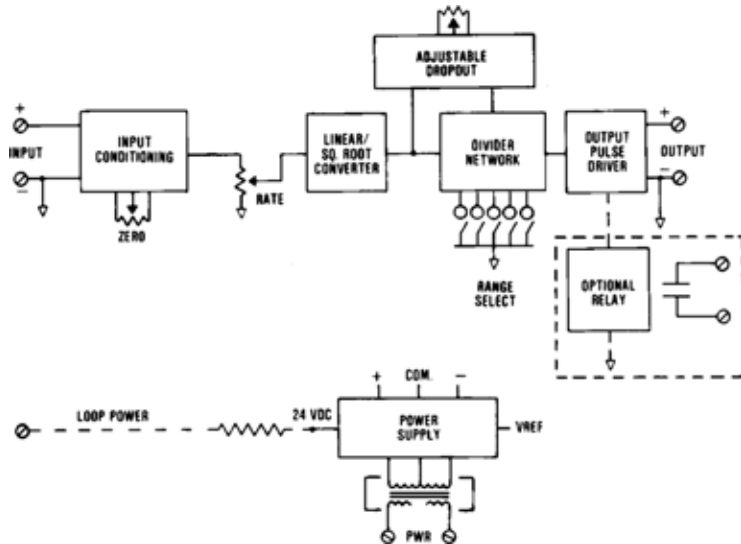 ADJUSTABLE
DROPOUT
+
INPUT
−
INPUT
CONDITIONING
ZERO
RATE
LINEAR/
SQ. ROOT
CONVERTER
DIVIDER
NETWORK
RANGE
SELECT
OUTPUT
PULSE
DRIVER
+
OUTPUT
−
OPTIONAL
RELAY
LOOP POWER
24 VDC
+ COM. −
POWER
SUPPLY
VREF
PWR